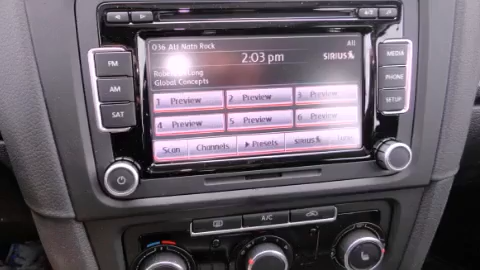 036 Alt Natn Rock All
2:03 pm SIRIUS
Global Concepts
1 Preview 2 Preview 3 Preview
4 Preview 5 Preview 6 Preview
Scan Channels Presets SIRIUS
FM
AM
SAT
MEDIA
PHONE
SETUP
A/C